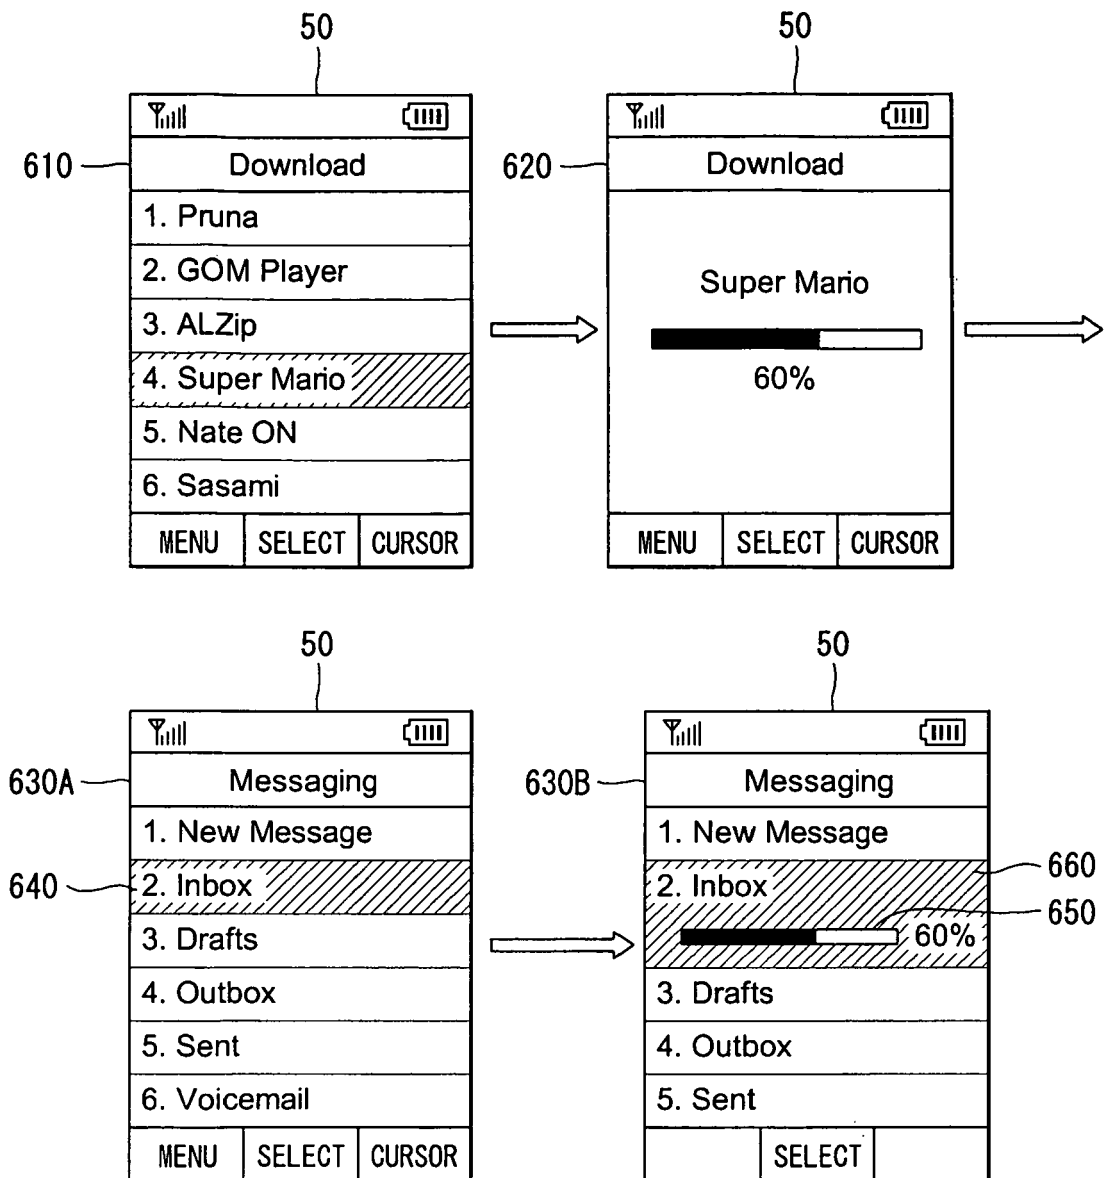 50
50
610
Download
1. Pruna
2. GOM Player
3. ALZip
4. Super Mario
5. Nate ON
6. Sasami
MENU SELECT CURSOR
620
Download
Super Mario
60%
MENU SELECT CURSOR
50
50
630A
Messaging
1. New Message
640
2. Inbox
3. Drafts
4. Outbox
5. Sent
6. Voicemail
MENU SELECT CURSOR
630B
Messaging
1. New Message
2. Inbox
660
650
60%
3. Drafts
4. Outbox
5. Sent
SELECT